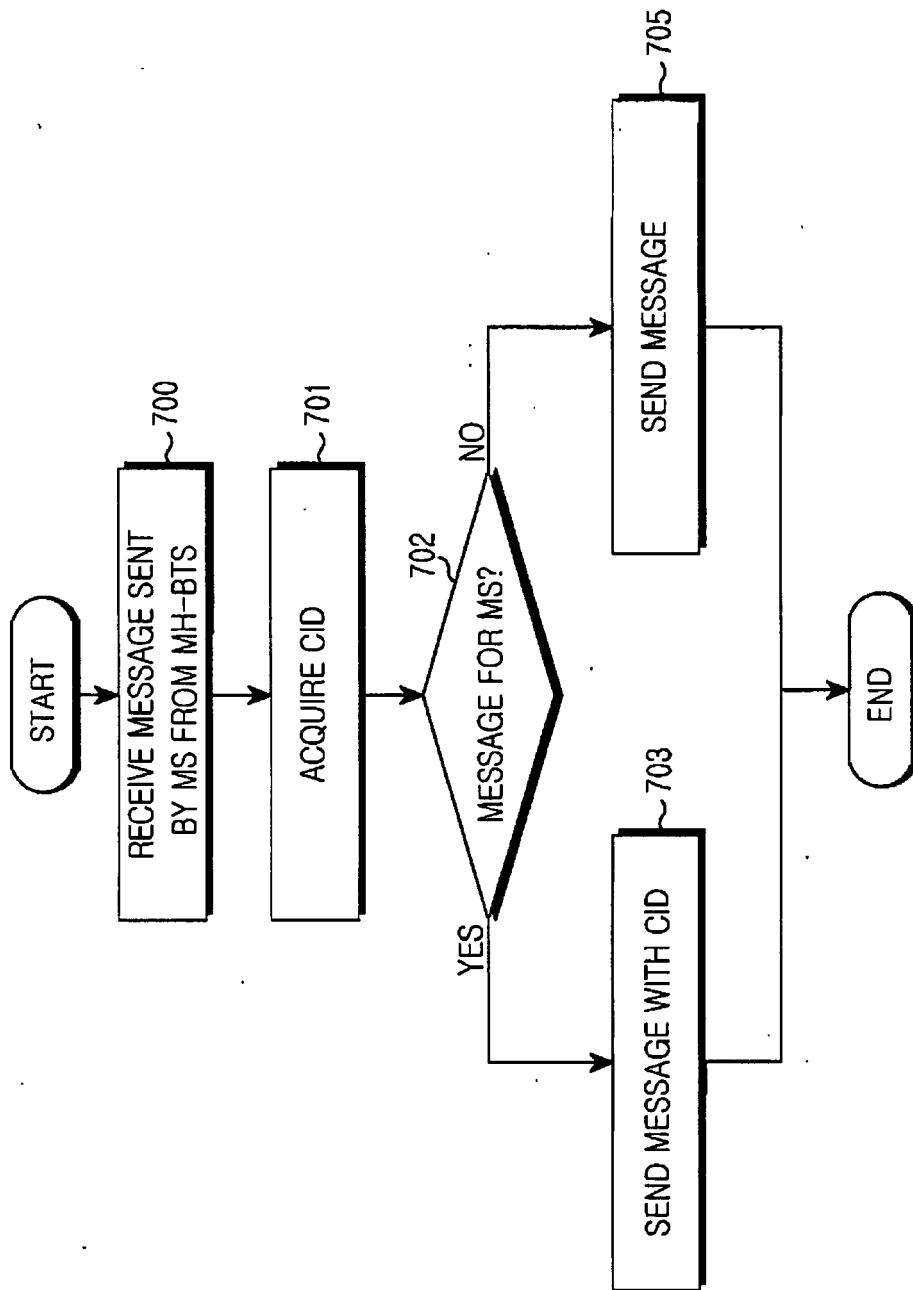 START
RECEIVE MESSAGE SENT
BY MS FROM MH-BTS
700
ACQUIRE CID
701
MESSAGE FOR MS?
702
YES
NO
SEND MESSAGE WITH CID
703
SEND MESSAGE
705
END